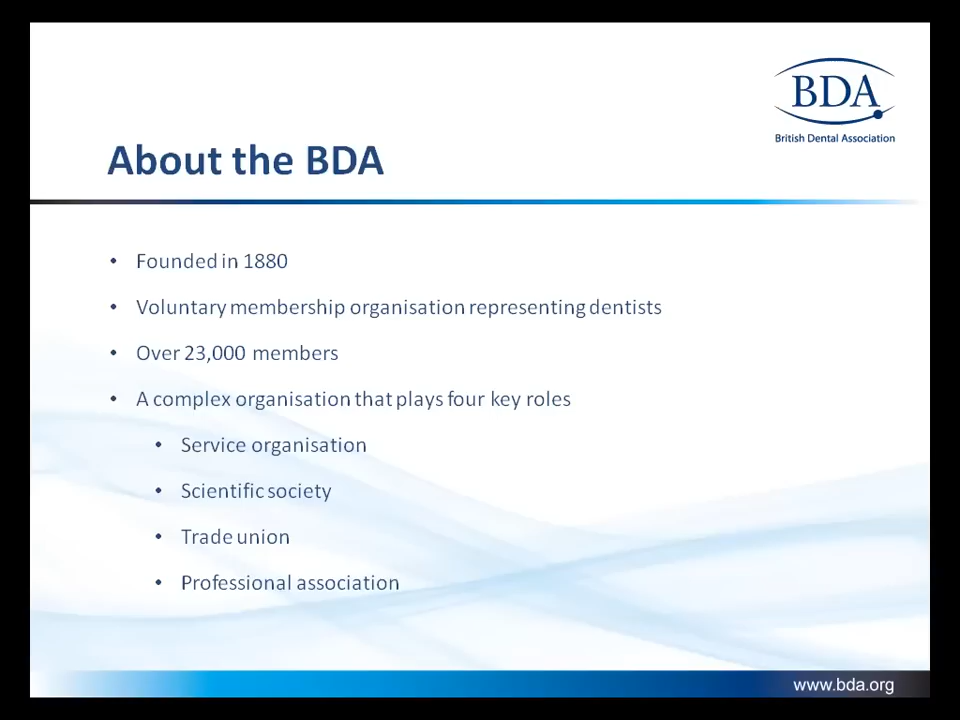 BDA
British Dental Association
About the BDA
• Founded in 1880
• Voluntary membership organisation representing dentists
• Over 23,000 members
• A complex organisation that plays four key roles
• Service organisation
• Scientific society
• Trade union
• Professional association
www.bda.org